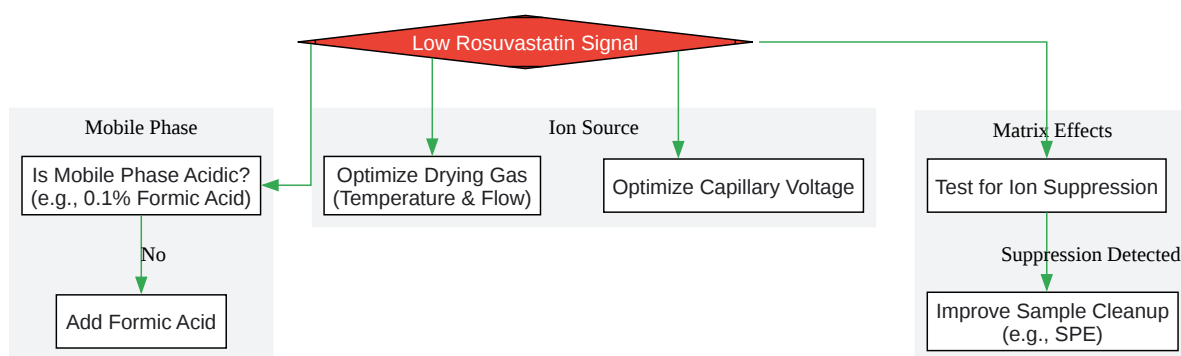 Low Rosuvastatin Signal
Mobile Phase
Is Mobile Phase Acidic?
(e.g., 0.1% Formic Acid)
No
Add Formic Acid
Ion Source
Optimize Drying Gas
(Temperature & Flow)
Optimize Capillary Voltage
Matrix Effects
Test for Ion Suppression
Suppression Detected
Improve Sample Cleanup
(e.g., SPE)